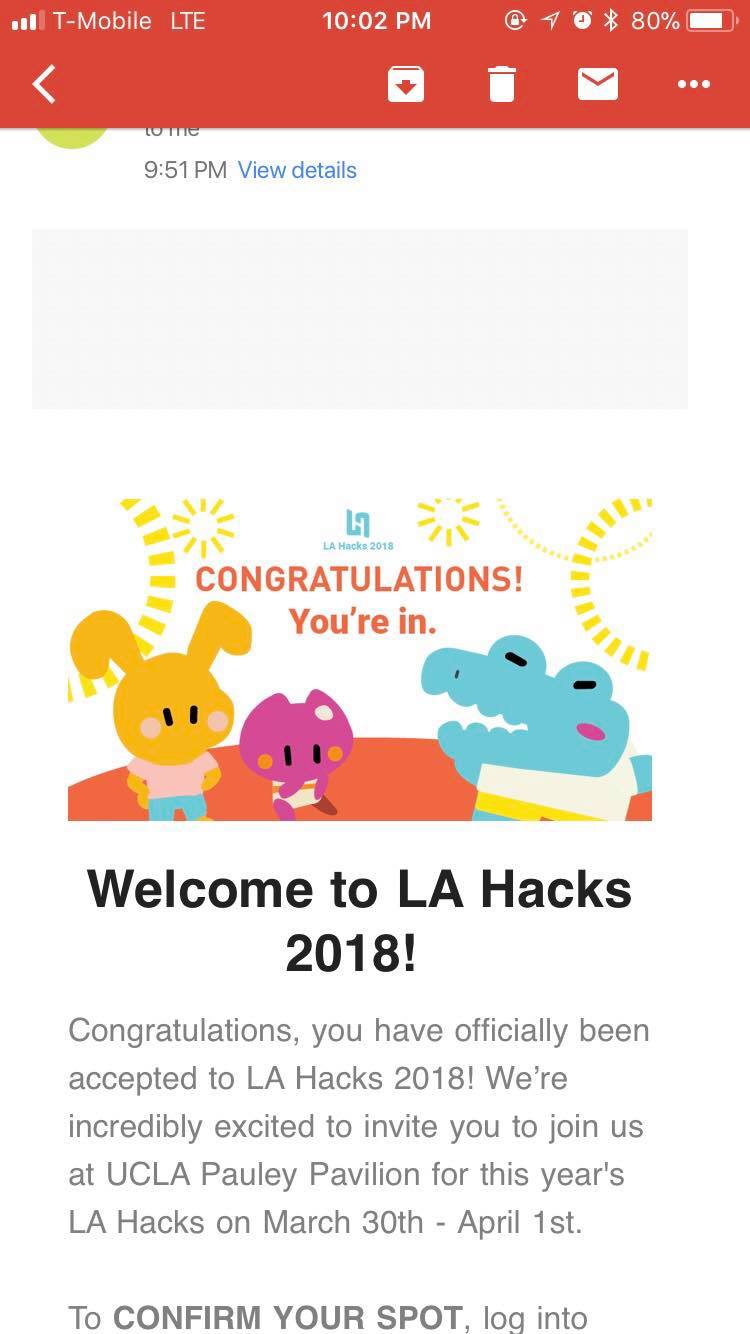 T-Mobile LTE 10:02 PM 80%
to me
9:51 PM View details
LA Hacks 2018
CONGRATULATIONS!
You're in.
Welcome to LA Hacks
2018!
Congratulations, you have officially been
accepted to LA Hacks 2018! We’re
incredibly excited to invite you to join us
at UCLA Pauley Pavilion for this year's
LA Hacks on March 30th - April 1st.
To CONFIRM YOUR SPOT, log into